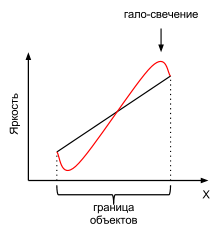 гало-свечение
Яркость
X
граница
объектов